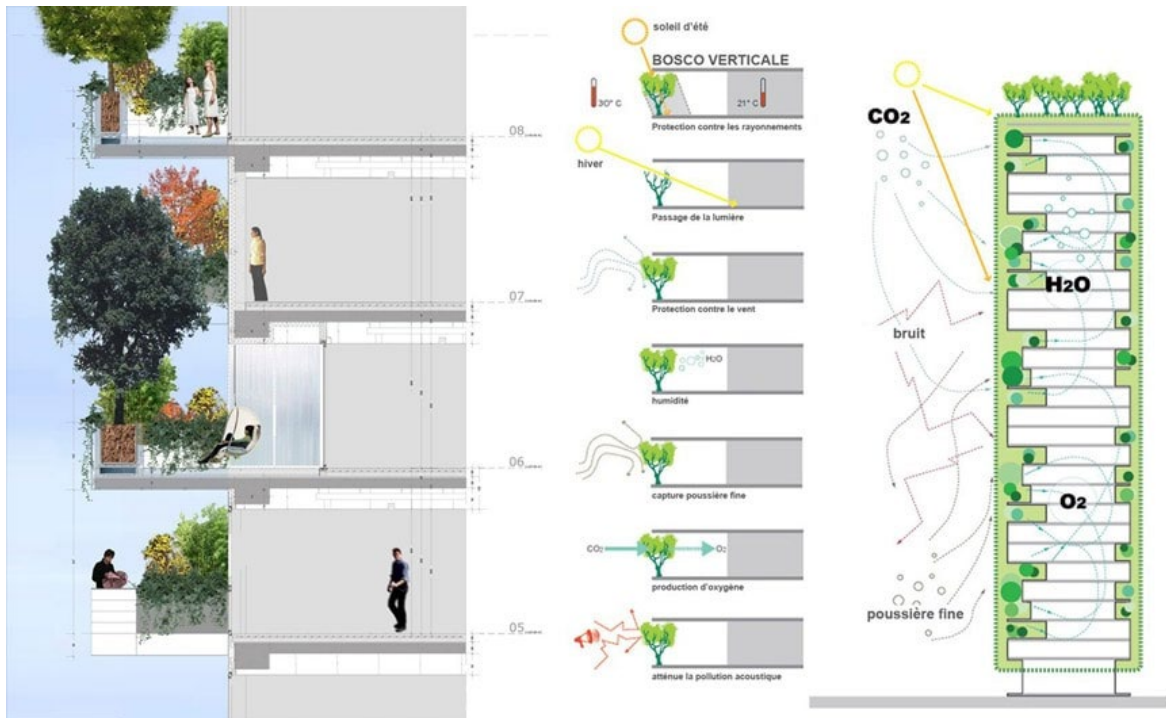 08
07
06
05
soleil d'été
BOSCO VERTICALE
30° C
21° C
Protection contre les rayonnements
hiver
Passage de la lumière
Protection contre le vent
H2O
humidité
capture poussière fine
CO2
O2
production d'oxygène
atténue la pollution acoustique
CO2
H2O
bruit
O2
poussière fine